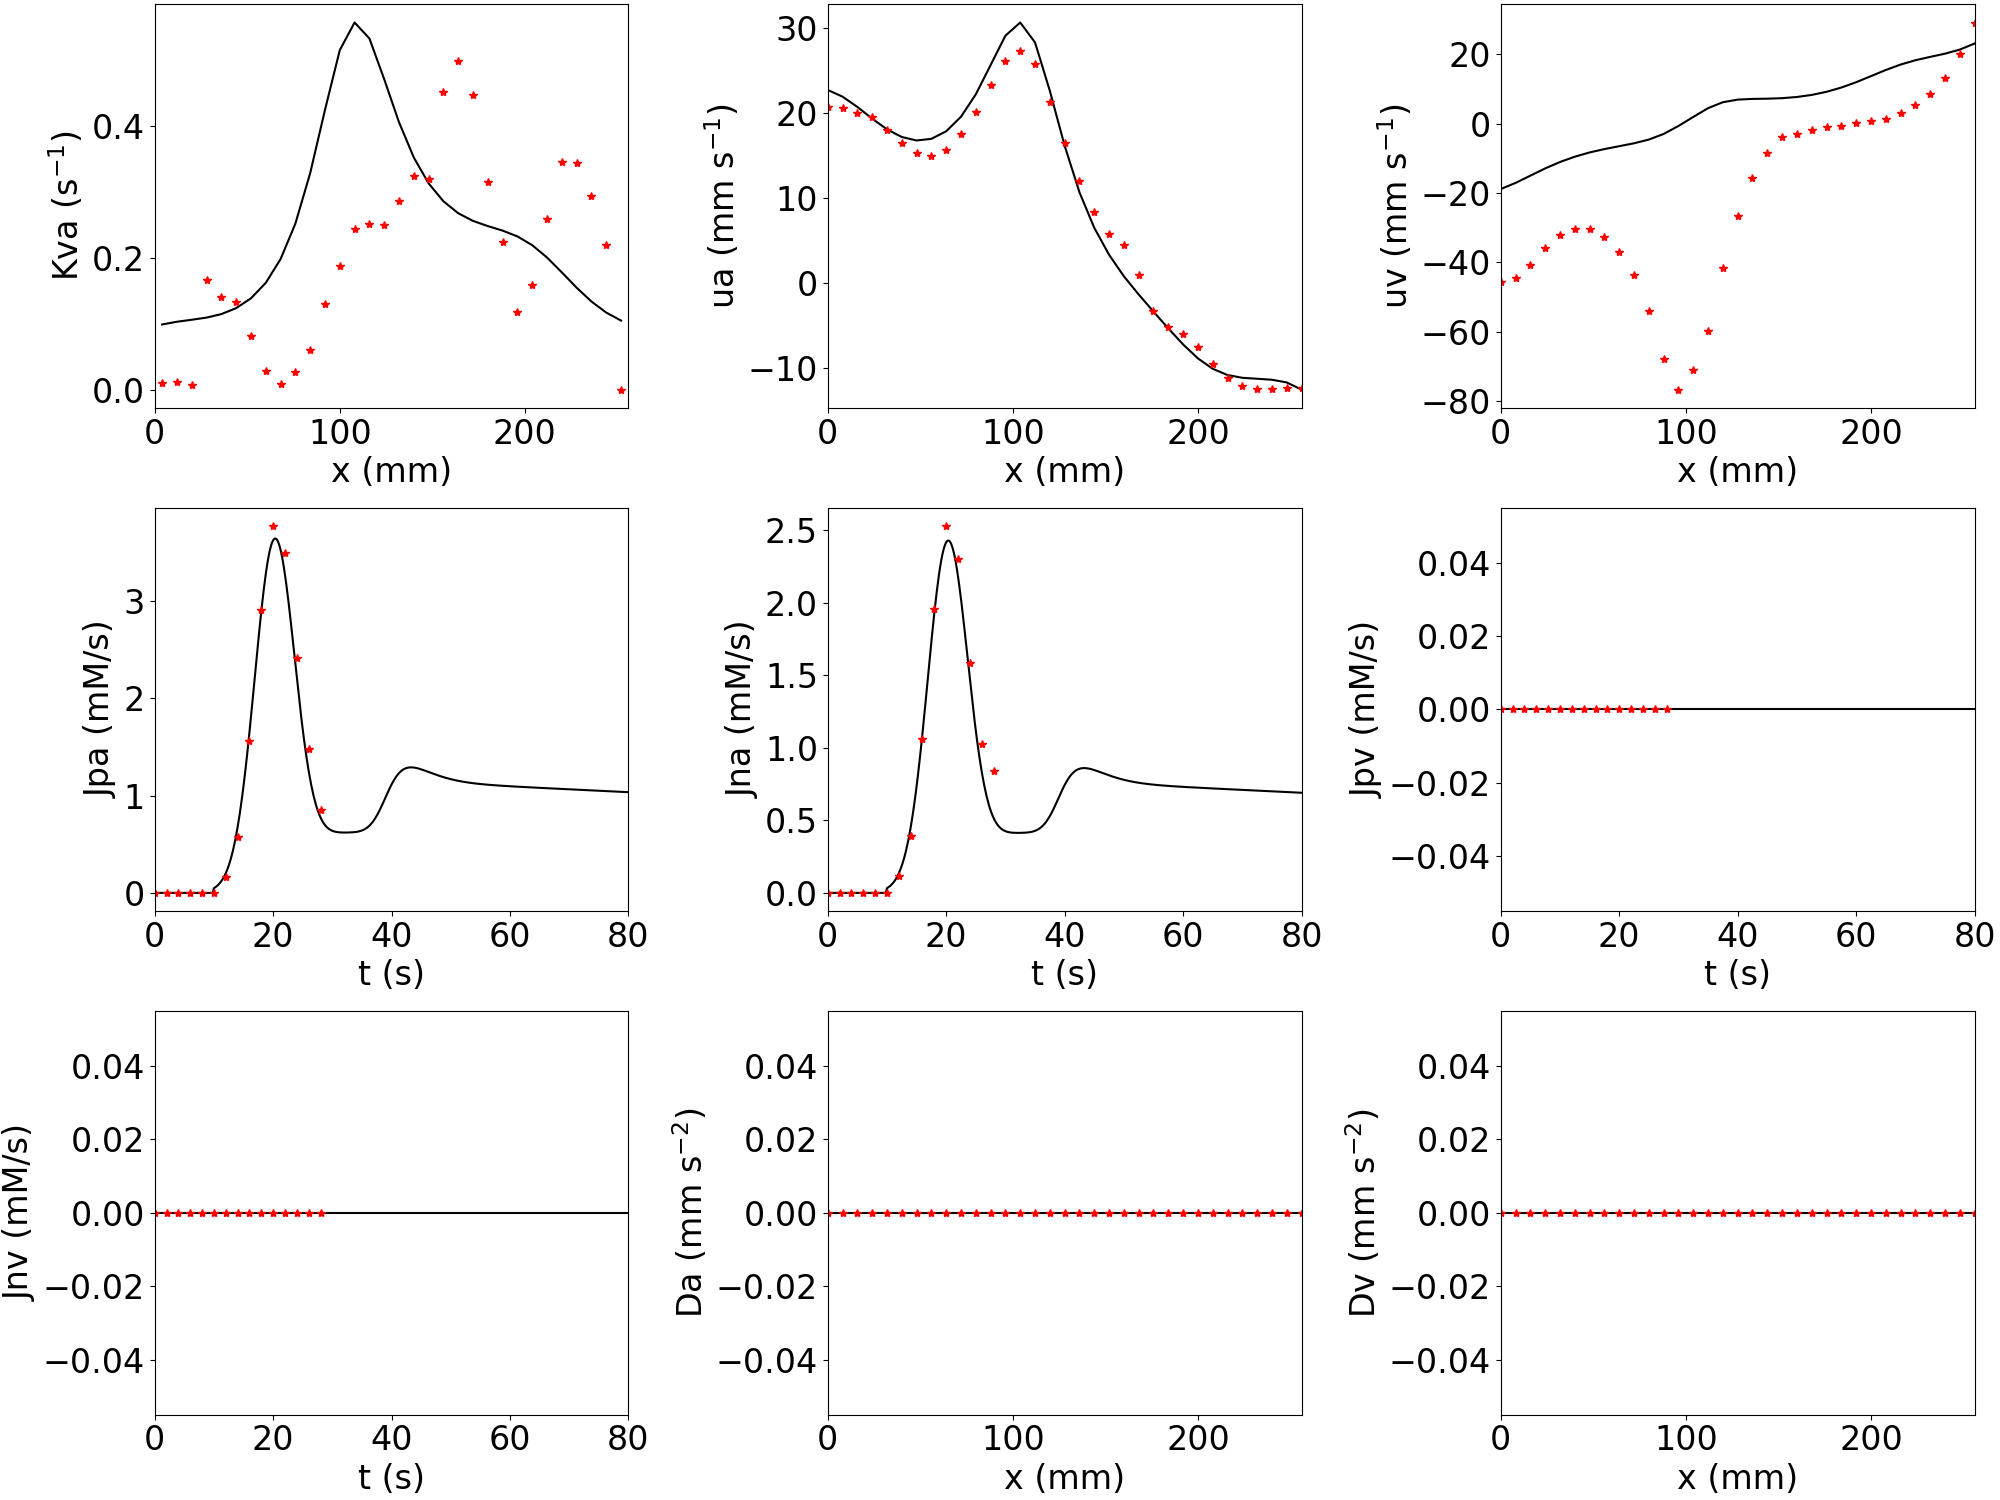 Kva (s⁻¹)
0.4
0.2
0.0
0 100 200
x (mm)
ua (mm s⁻¹)
30
20
10
0
−10
0 100 200
x (mm)
uv (mm s⁻¹)
20
0
−20
−40
−60
−80
0 100 200
x (mm)
Jpa (mM/s)
3
2
1
0
0 20 40 60 80
t (s)
Jna (mM/s)
2.5
2.0
1.5
1.0
0.5
0.0
0 20 40 60 80
t (s)
Jpv (mM/s)
0.04
0.02
0.00
−0.02
−0.04
0 20 40 60 80
t (s)
Jnv (mM/s)
0.04
0.02
0.00
−0.02
−0.04
0 20 40 60 80
t (s)
Da (mm s⁻²)
0.04
0.02
0.00
−0.02
−0.04
0 100 200
x (mm)
Dv (mm s⁻²)
0.04
0.02
0.00
−0.02
−0.04
0 100 200
x (mm)